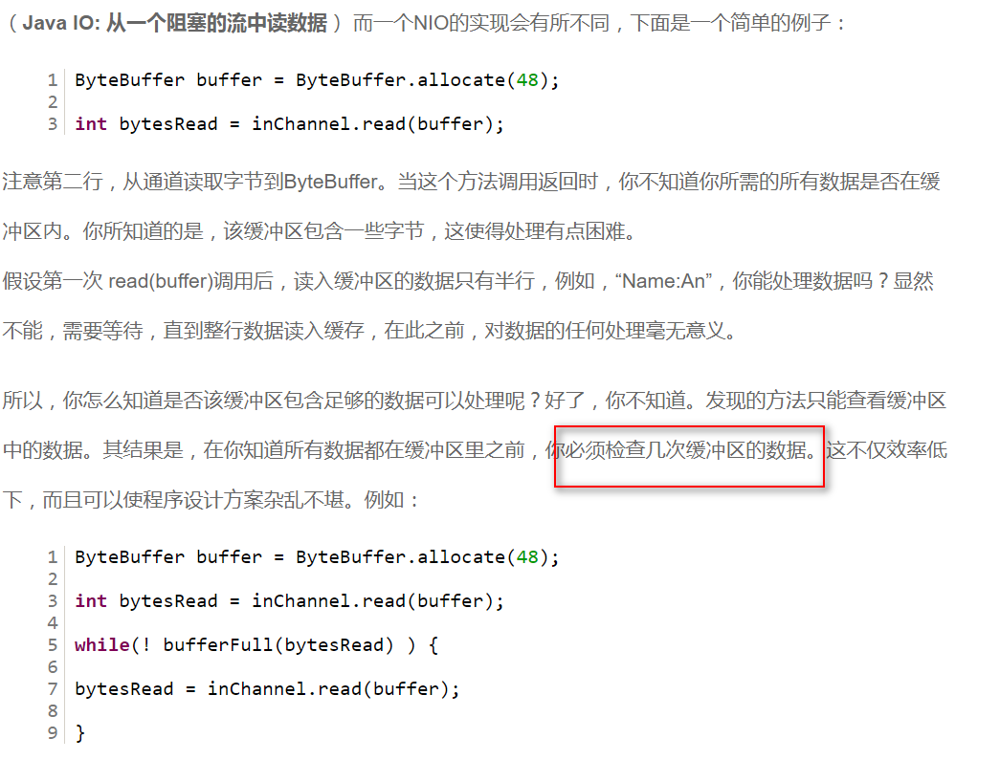 （ Java IO: 从一个阻塞的流中读数据 ） 而一个NIO的实现会有所不同，下面是一个简单的例子：
1 ByteBuffer buffer = ByteBuffer.allocate(48);
2
3 int bytesRead = inChannel.read(buffer);
注意第二行，从通道读取字节到ByteBuffer。当这个方法调用返回时，你不知道你所需的所有数据是否在缓
冲区内。你所知道的是，该缓冲区包含一些字节，这使得处理有点困难。
假设第一次 read(buffer)调用后，读入缓冲区的数据只有半行，例如，“Name:An”，你能处理数据吗？显然
不能，需要等待，直到整行数据读入缓存，在此之前，对数据的任何处理毫无意义。
所以，你怎么知道是否该缓冲区包含足够的数据可以处理呢？好了，你不知道。发现的方法只能查看缓冲区
中的数据。其结果是，在你知道所有数据都在缓冲区里之前，你必须检查几次缓冲区的数据。这不仅效率低
下，而且可以使程序设计方案杂乱不堪。例如：
1 ByteBuffer buffer = ByteBuffer.allocate(48);
2
3 int bytesRead = inChannel.read(buffer);
4
5 while(! bufferFull(bytesRead) ) {
6
7 bytesRead = inChannel.read(buffer);
8
9 }